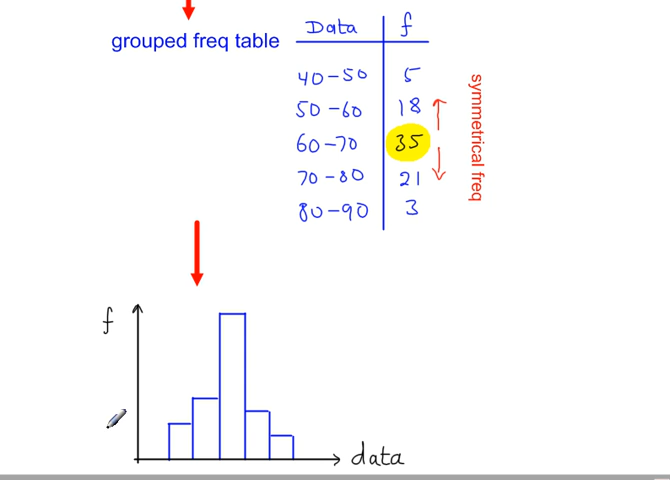 grouped freq table
Data f
40-50 5
50-60 18
60-70 35
70-80 21
80-90 3
symmetrical freq
f
data